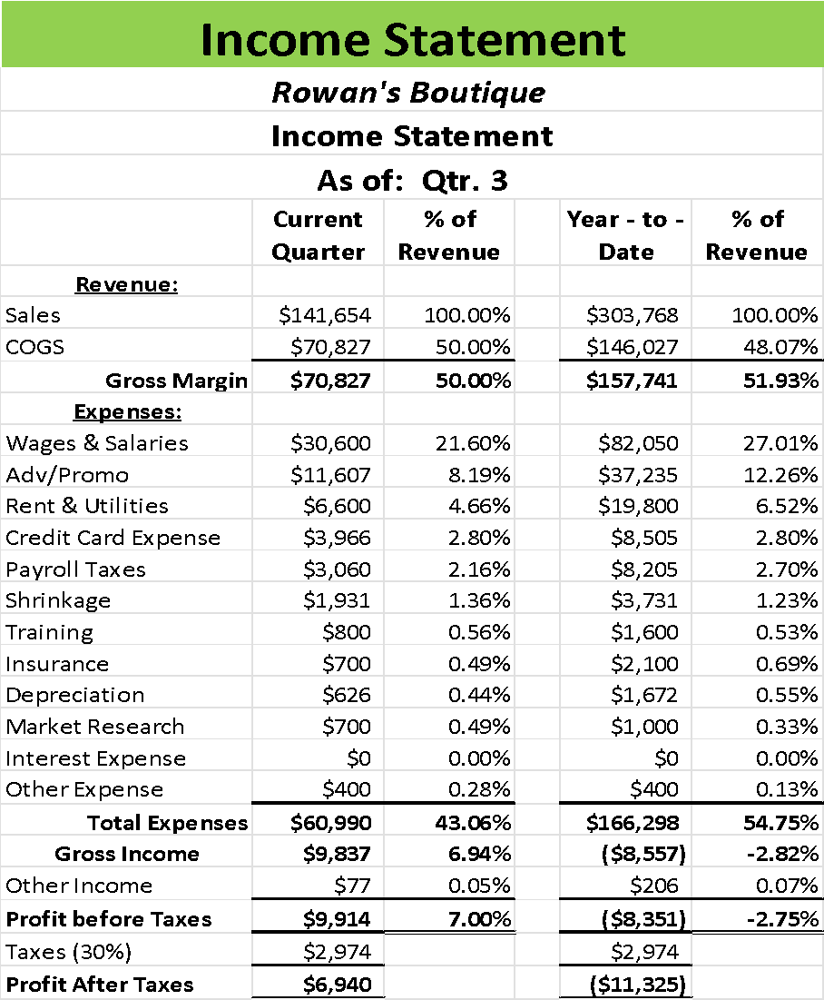 Income Statement
Rowan's Boutique
Income Statement
As of:  Qtr. 3
Current Quarter % of Revenue Year - to - Date % of Revenue
Revenue:
Sales $141,654 100.00% $303,768 100.00%
COGS $70,827 50.00% $146,027 48.07%
Gross Margin $70,827 50.00% $157,741 51.93%
Expenses:
Wages & Salaries $30,600 21.60% $82,050 27.01%
Adv/Promo $11,607 8.19% $37,235 12.26%
Rent & Utilities $6,600 4.66% $19,800 6.52%
Credit Card Expense $3,966 2.80% $8,505 2.80%
Payroll Taxes $3,060 2.16% $8,205 2.70%
Shrinkage $1,931 1.36% $3,731 1.23%
Training $800 0.56% $1,600 0.53%
Insurance $700 0.49% $2,100 0.69%
Depreciation $626 0.44% $1,672 0.55%
Market Research $700 0.49% $1,000 0.33%
Interest Expense $0 0.00% $0 0.00%
Other Expense $400 0.28% $400 0.13%
Total Expenses $60,990 43.06% $166,298 54.75%
Gross Income $9,837 6.94% ($8,557) -2.82%
Other Income $77 0.05% $206 0.07%
Profit before Taxes $9,914 7.00% ($8,351) -2.75%
Taxes (30%) $2,974 $2,974
Profit After Taxes $6,940 ($11,325)